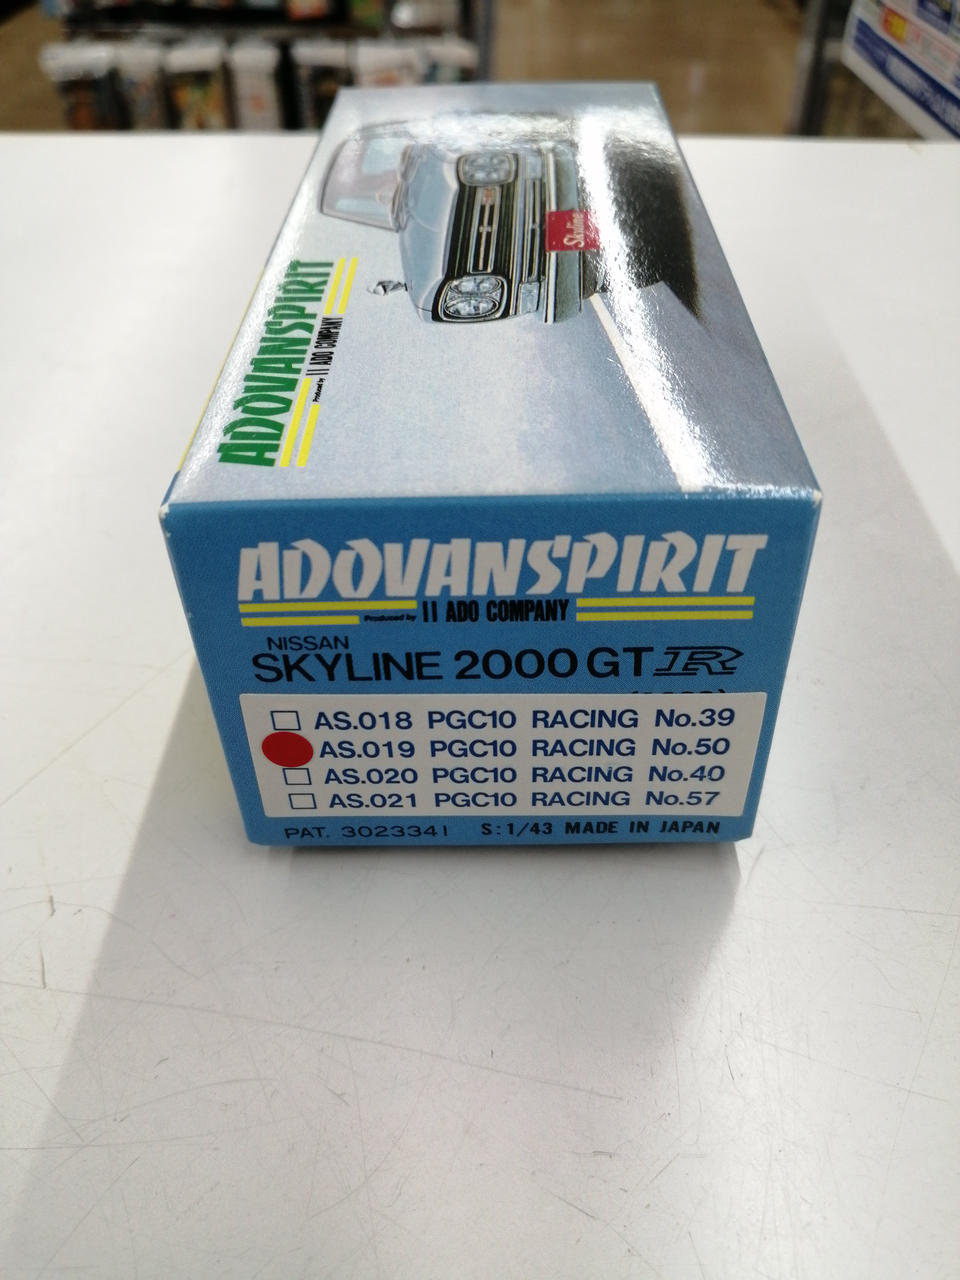 Skyline
ADOVANSPIRIT
Produced by II ADO COMPANY
ADOVANSPIRIT
Produced by II ADO COMPANY
NISSAN
SKYLINE 2000 GT R
AS.018 PGC10 RACING No.39
AS.019 PGC10 RACING No.50
AS.020 PGC10 RACING No.40
AS.021 PGC10 RACING No.57
PAT. 3023341 S:1/43 MADE IN JAPAN